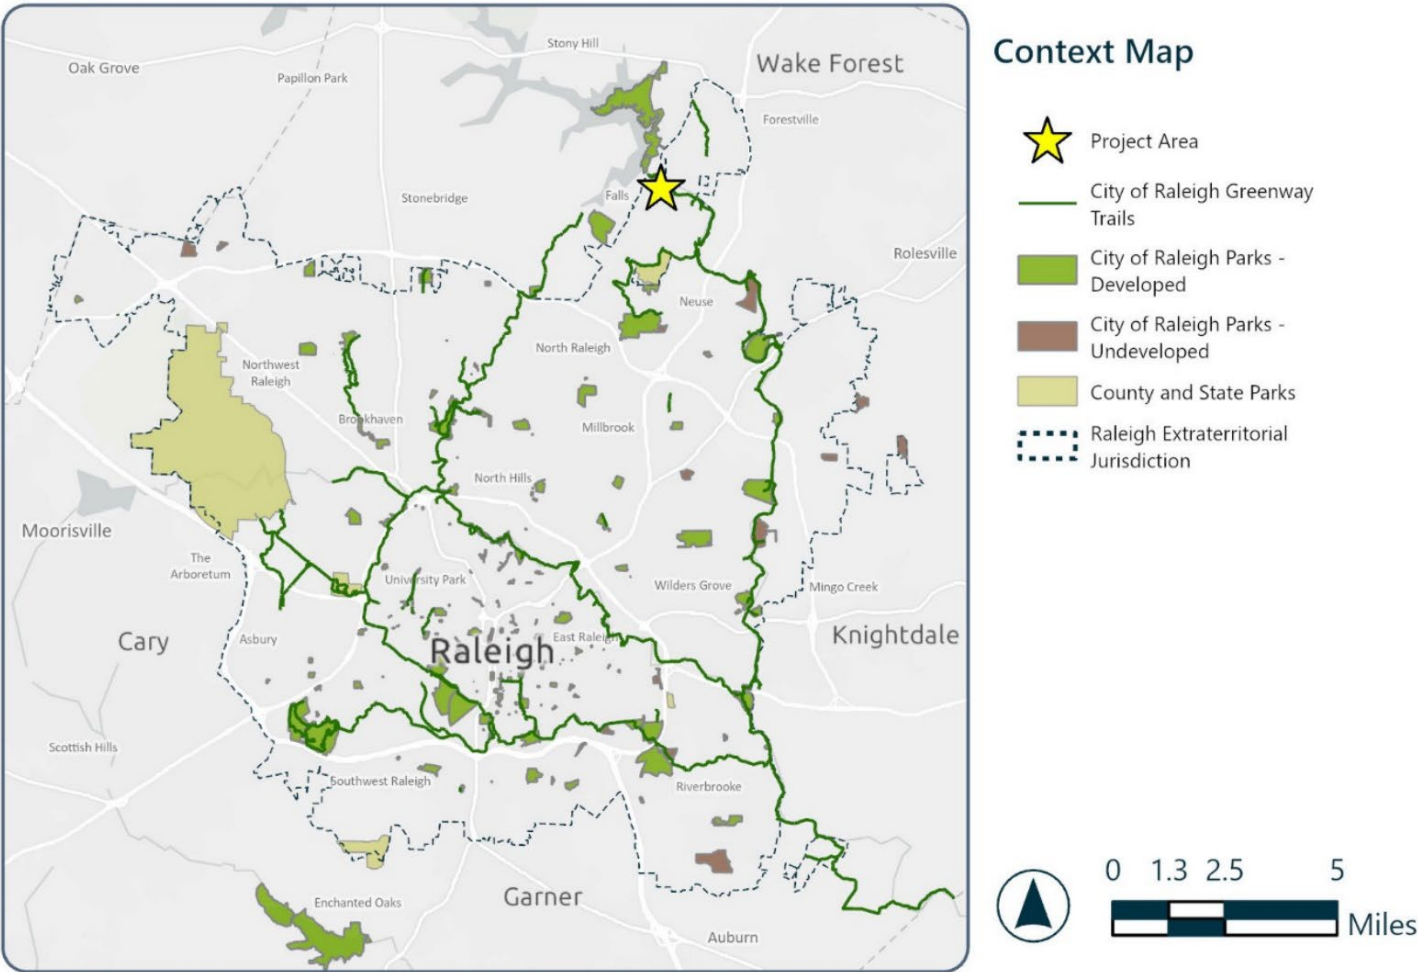 Stony Hill
Wake Forest
Oak Grove
Papillon Park
Forestville
Falls
Stonebridge
Rolesville
Neuse
North Raleigh
Northwest
Raleigh
Brookhaven
Millbrook
North Hills
Moorisville
The
Arboretum
University Park
Wilders Grove
Mingo Creek
Cary
Asbury
East Raleigh
Knightdale
Raleigh
Scottish Hills
Southwest Raleigh
Riverbrooke
Enchanted Oaks
Garner
Auburn
Context Map
Project Area
City of Raleigh Greenway
Trails
City of Raleigh Parks -
Developed
City of Raleigh Parks -
Undeveloped
County and State Parks
Raleigh Extraterritorial
Jurisdiction
0 1.3 2.5 5
Miles